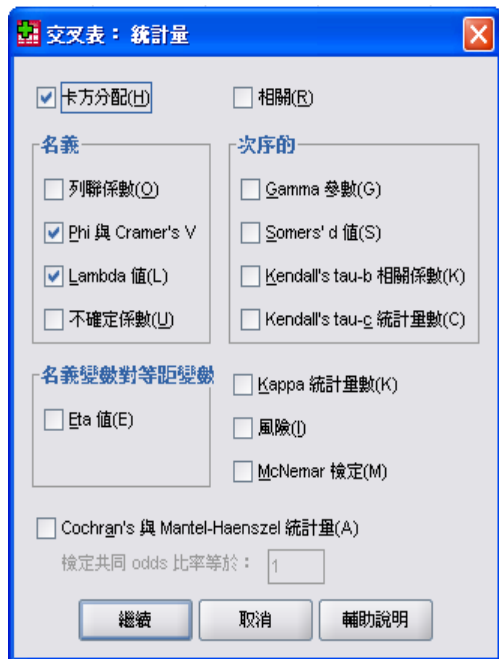 交叉表： 統計量
卡方分配(H)
相關(R)
名義
列聯係數(O)
Phi 與 Cramer's V
Lambda 值(L)
不確定係數(U)
次序的
Gamma 參數(G)
Somers' d 值(S)
Kendall's tau-b 相關係數(K)
Kendall's tau-c 統計量數(C)
名義變數對等距變數
Eta 值(E)
Kappa 統計量數(K)
風險(I)
McNemar 檢定(M)
Cochran's 與 Mantel-Haenszel 統計量(A)
檢定共同 odds 比率等於：
1
繼續
取消
輔助說明